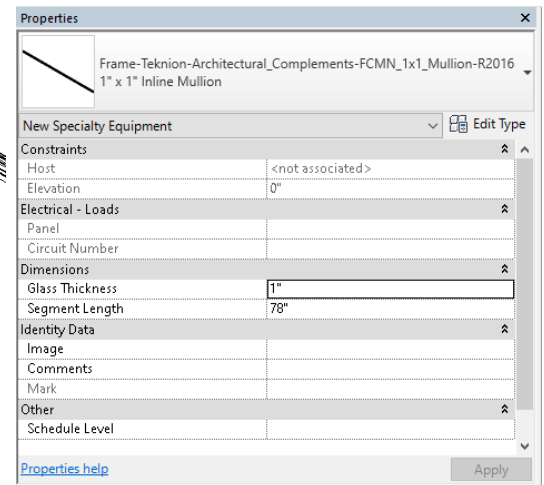 Properties
Frame-Teknion-Architectural_Complements-FCMN_1x1_Mullion-R2016
1" x 1" Inline Mullion
New Specialty Equipment
Edit Type
Constraints
Host <not associated>
Elevation 0"
Electrical - Loads
Panel
Circuit Number
Dimensions
Glass Thickness 1"
Segment Length 78"
Identity Data
Image
Comments
Mark
Other
Schedule Level
Properties help
Apply